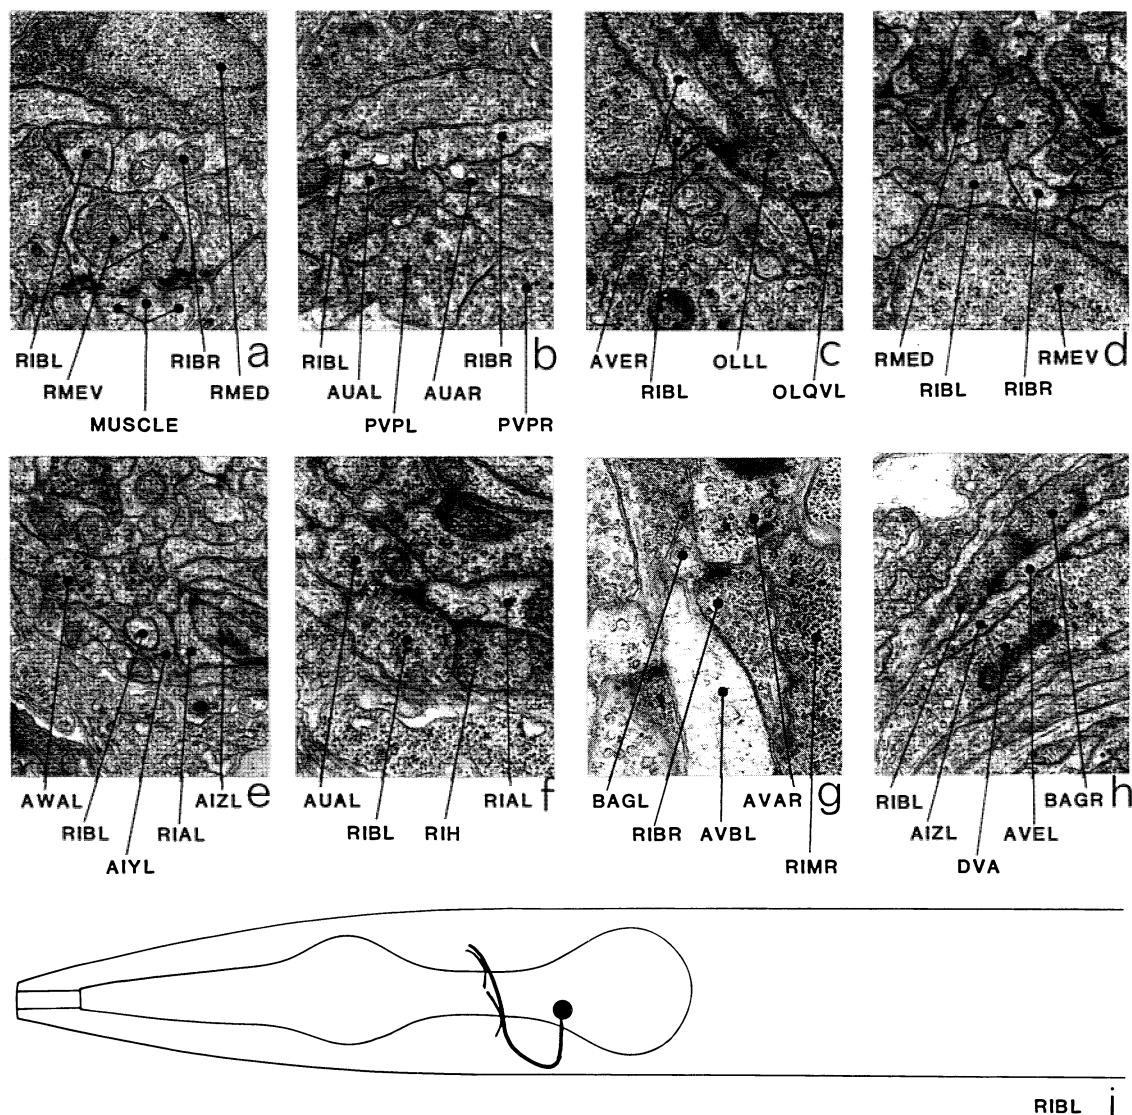 RIBL RIBR a
RMEV RMED
MUSCLE
RIBL RIBR b
AUAL AUAR
PVPL PVPR
AVER OLLL c
RIBL OLQVL
RMED RMEV d
RIBL RIBR
AWAL AIZL e
RIBL RIAL
AIYL
AUAL RIAL f
RIBL RIH
BAGL AVAR g
RIBR AVBL
RIMR
RIBL BAGR h
AIZL AVEL
DVA
RIBL i